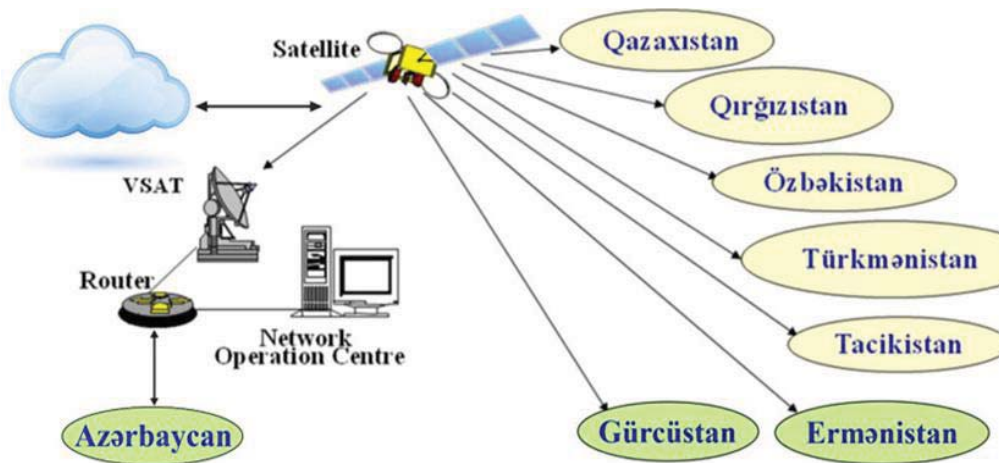 Satellite
Qazaxıstan
Qırğızıstan
VSAT
Özbəkistan
Türkmənistan
Router
Network
Operation Centre
Tacikistan
Azərbaycan
Gürcüstan
Ermənistan